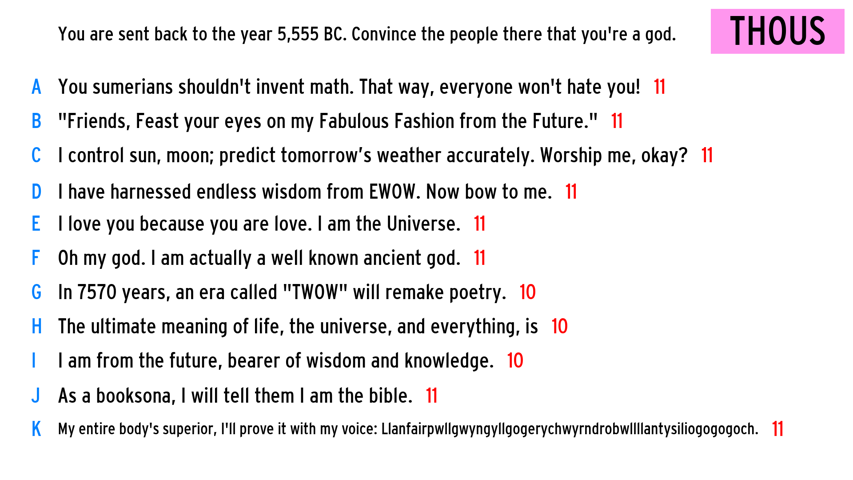 You are sent back to the year 5,555 BC. Convince the people there that you're a god.
THOUS
A You sumerians shouldn't invent math. That way, everyone won't hate you! 11
B "Friends, Feast your eyes on my Fabulous Fashion from the Future." 11
C I control sun, moon; predict tomorrow’s weather accurately. Worship me, okay? 11
D I have harnessed endless wisdom from EWOW. Now bow to me. 11
E I love you because you are love. I am the Universe. 11
F Oh my god. I am actually a well known ancient god. 11
G In 7570 years, an era called "TWOW" will remake poetry. 10
H The ultimate meaning of life, the universe, and everything, is 10
I I am from the future, bearer of wisdom and knowledge. 10
J As a booksona, I will tell them I am the bible. 11
K My entire body's superior, I'll prove it with my voice: Llanfairpwllgwyngyllgogerychwyrndrobwllllantysiliogogogoch. 11